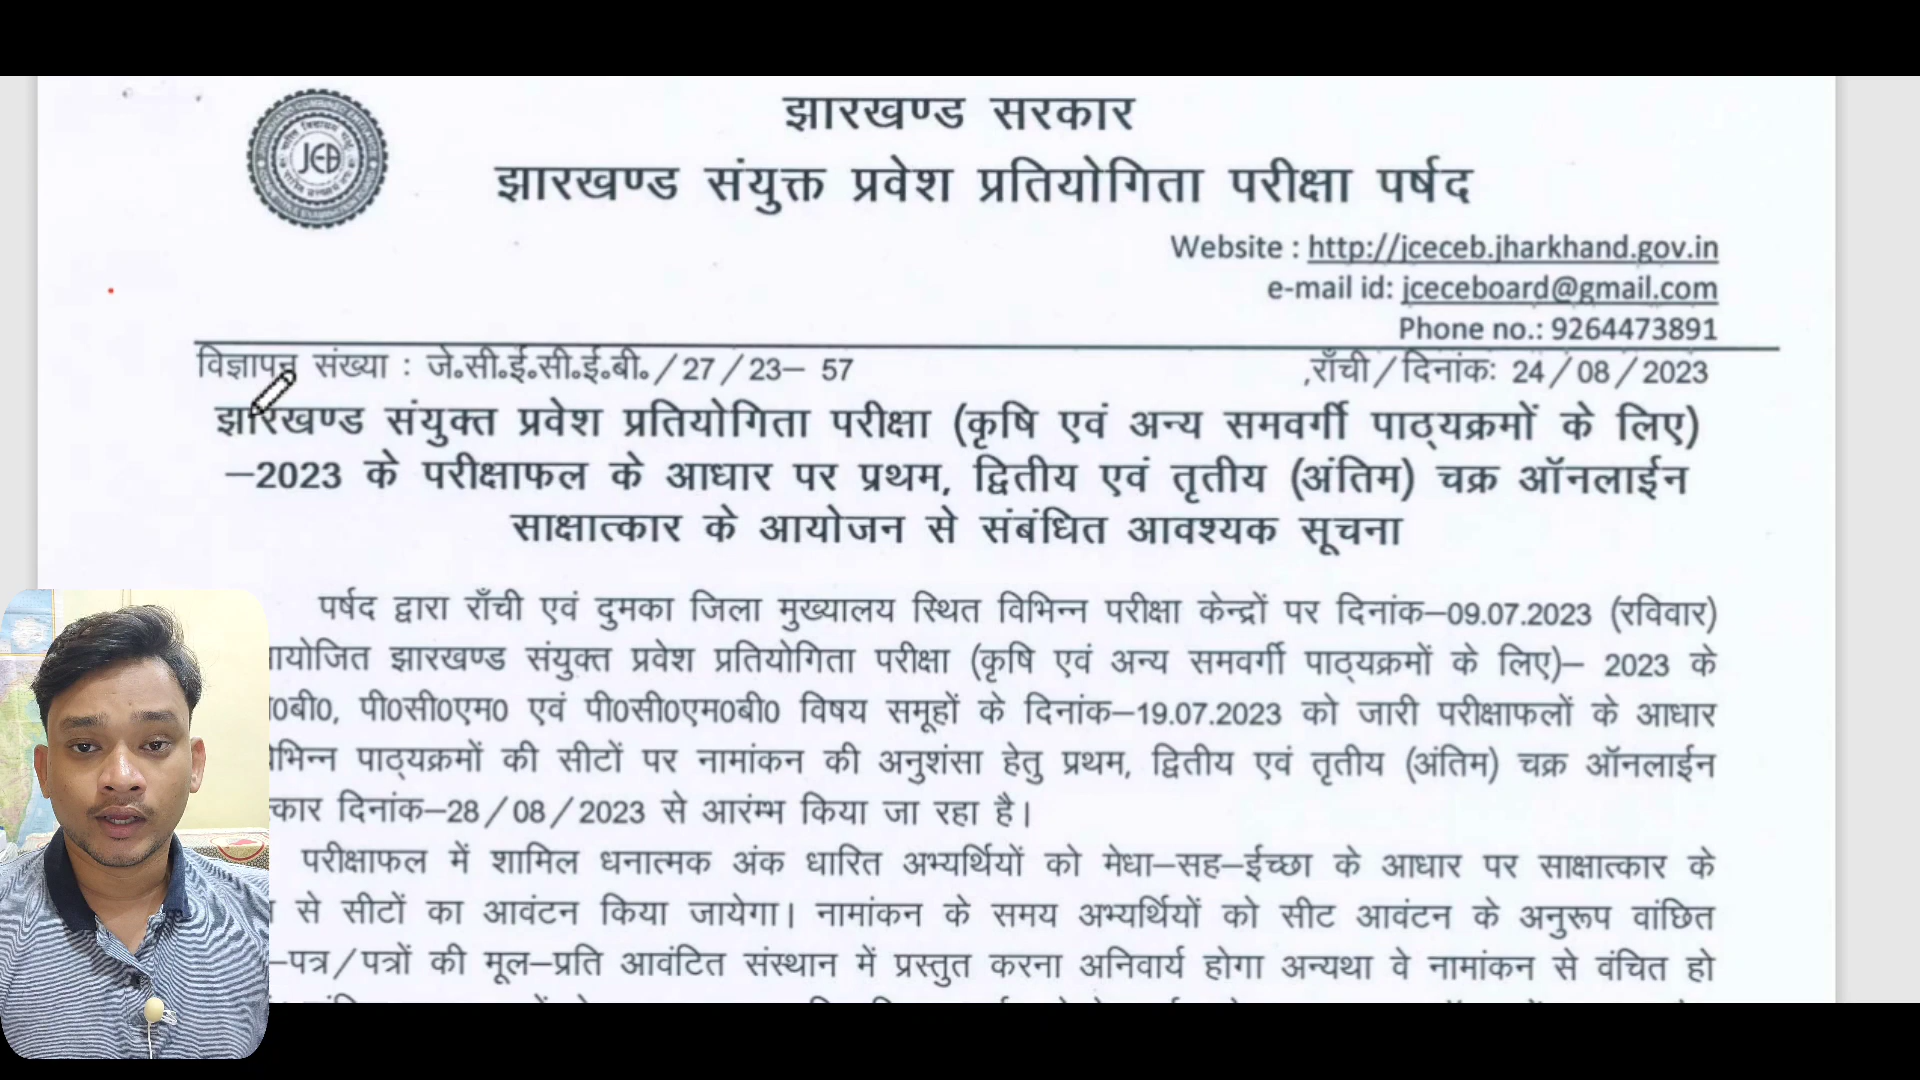 झारखण्ड सरकार
झारखण्ड संयुक्त प्रवेश प्रतियोगिता परीक्षा पर्षद
JCEB
Website : http://jceceb.jharkhand.gov.in
e-mail id: jceceboard@gmail.com
Phone no.: 9264473891
विज्ञापन संख्या : जे०सी०ई०सी०ई०बी० / 27 / 23– 57 ,राँची / दिनांकः 24 / 08 / 2023
झारखण्ड संयुक्त प्रवेश प्रतियोगिता परीक्षा (कृषि एवं अन्य समवर्गी पाठ्यक्रमों के लिए)
–2023 के परीक्षाफल के आधार पर प्रथम, द्वितीय एवं तृतीय (अंतिम) चक्र ऑनलाईन
साक्षात्कार के आयोजन से संबंधित आवश्यक सूचना
पर्षद द्वारा राँची एवं दुमका जिला मुख्यालय स्थित विभिन्न परीक्षा केन्द्रों पर दिनांक–09.07.2023 (रविवार)
ायोजित झारखण्ड संयुक्त प्रवेश प्रतियोगिता परीक्षा (कृषि एवं अन्य समवर्गी पाठ्यक्रमों के लिए)– 2023 के
0बी0, पी0सी0एम0 एवं पी0सी0एम0बी0 विषय समूहों के दिनांक–19.07.2023 को जारी परीक्षाफलों के आधार
भिन्न पाठ्यक्रमों की सीटों पर नामांकन की अनुशंसा हेतु प्रथम, द्वितीय एवं तृतीय (अंतिम) चक्र ऑनलाईन
कार दिनांक–28 / 08 / 2023 से आरंम्भ किया जा रहा है।
परीक्षाफल में शामिल धनात्मक अंक धारित अभ्यर्थियों को मेधा–सह–ईच्छा के आधार पर साक्षात्कार के
से सीटों का आवंटन किया जायेगा। नामांकन के समय अभ्यर्थियों को सीट आवंटन के अनुरूप वांछित
–पत्र/पत्रों की मूल–प्रति आवंटित संस्थान में प्रस्तुत करना अनिवार्य होगा अन्यथा वे नामांकन से वंचित हो